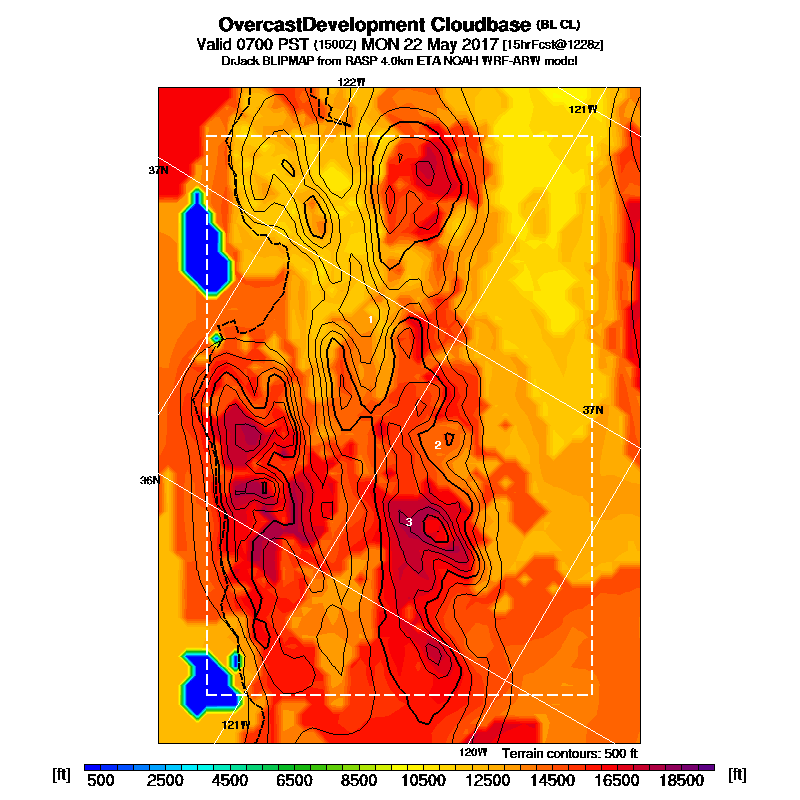 OvercastDevelopment Cloudbase (BL CL)
Valid 0700 PST (1500Z) MON 22 May 2017 [15hrFcst@1228z]
DrJack BLIPMAP from RASP 4.0km ETA NOAH WRF-ARW model
122W
121W
37N
1
37N
2
36N
3
121W
120W
Terrain contours: 500 ft
[ft] 500 2500 4500 6500 8500 10500 12500 14500 16500 18500 [ft]